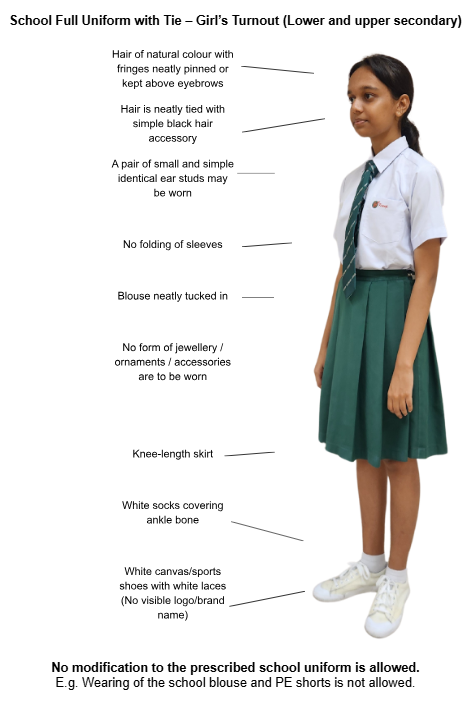 School Full Uniform with Tie – Girl’s Turnout (Lower and upper secondary)
Hair of natural colour with
fringes neatly pinned or
kept above eyebrows
Hair is neatly tied with
simple black hair
accessory
A pair of small and simple
identical ear studs may
be worn
No folding of sleeves
Blouse neatly tucked in
No form of jewellery /
ornaments / accessories
are to be worn
Knee-length skirt
White socks covering
ankle bone
White canvas/sports
shoes with white laces
(No visible logo/brand
name)
No modification to the prescribed school uniform is allowed.
E.g. Wearing of the school blouse and PE shorts is not allowed.